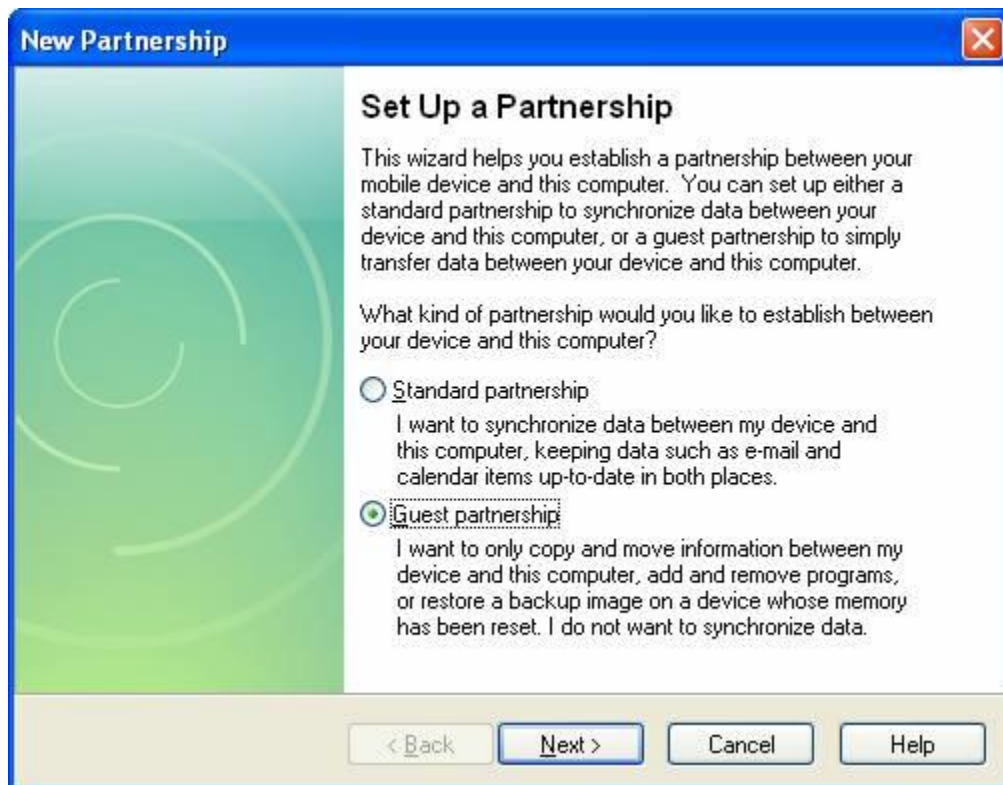 New Partnership
Set Up a Partnership
This wizard helps you establish a partnership between your
mobile device and this computer.  You can set up either a
standard partnership to synchronize data between your
device and this computer, or a guest partnership to simply
transfer data between your device and this computer.
What kind of partnership would you like to establish between
your device and this computer?
Standard partnership
I want to synchronize data between my device and
this computer, keeping data such as e-mail and
calendar items up-to-date in both places.
Guest partnership
I want to only copy and move information between my
device and this computer, add and remove programs,
or restore a backup image on a device whose memory
has been reset. I do not want to synchronize data.
< Back
Next >
Cancel
Help